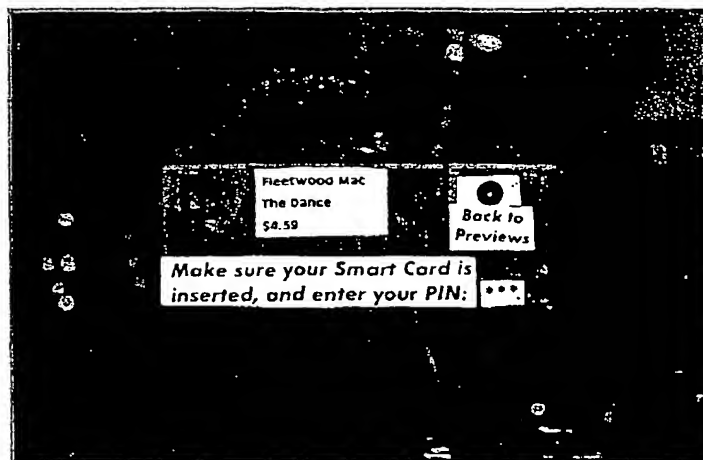 Fleetwood Mac
The Dance
$4.59
Back to
Previews
Make sure your Smart Card is
inserted, and enter your PIN: ***